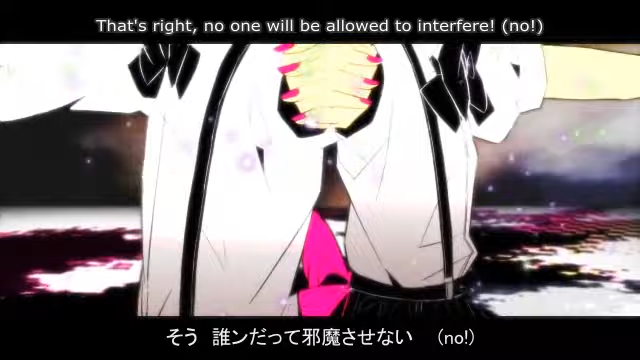 That's right, no one will be allowed to interfere! (no!)
そう　誰ンだって邪魔させない　(no!)